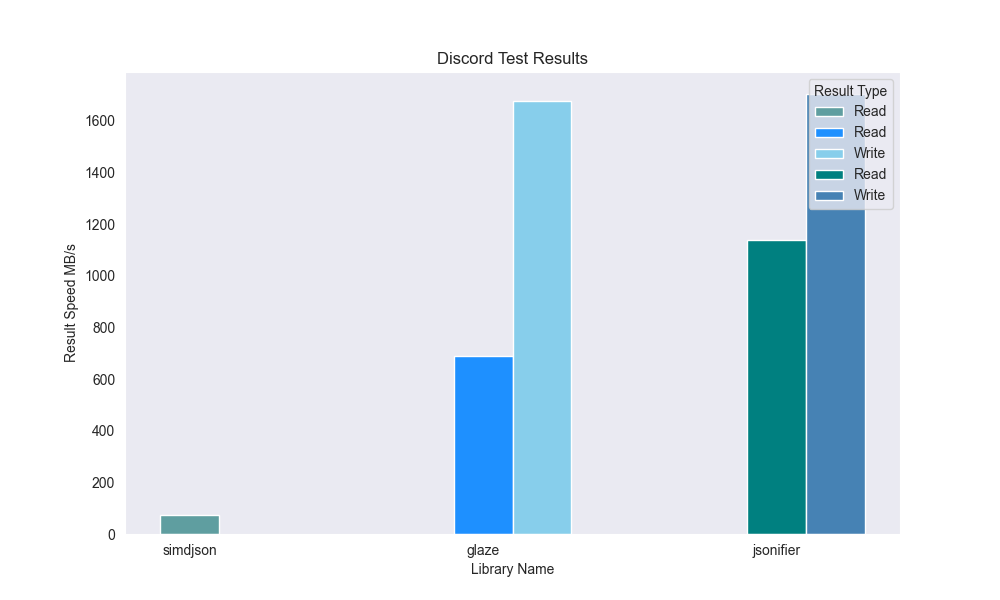 Discord Test Results
Result Type
Read
Read
Write
Read
Write
Result Speed MB/s
1600
1400
1200
1000
800
600
400
200
0
simdjson glaze jsonifier
Library Name